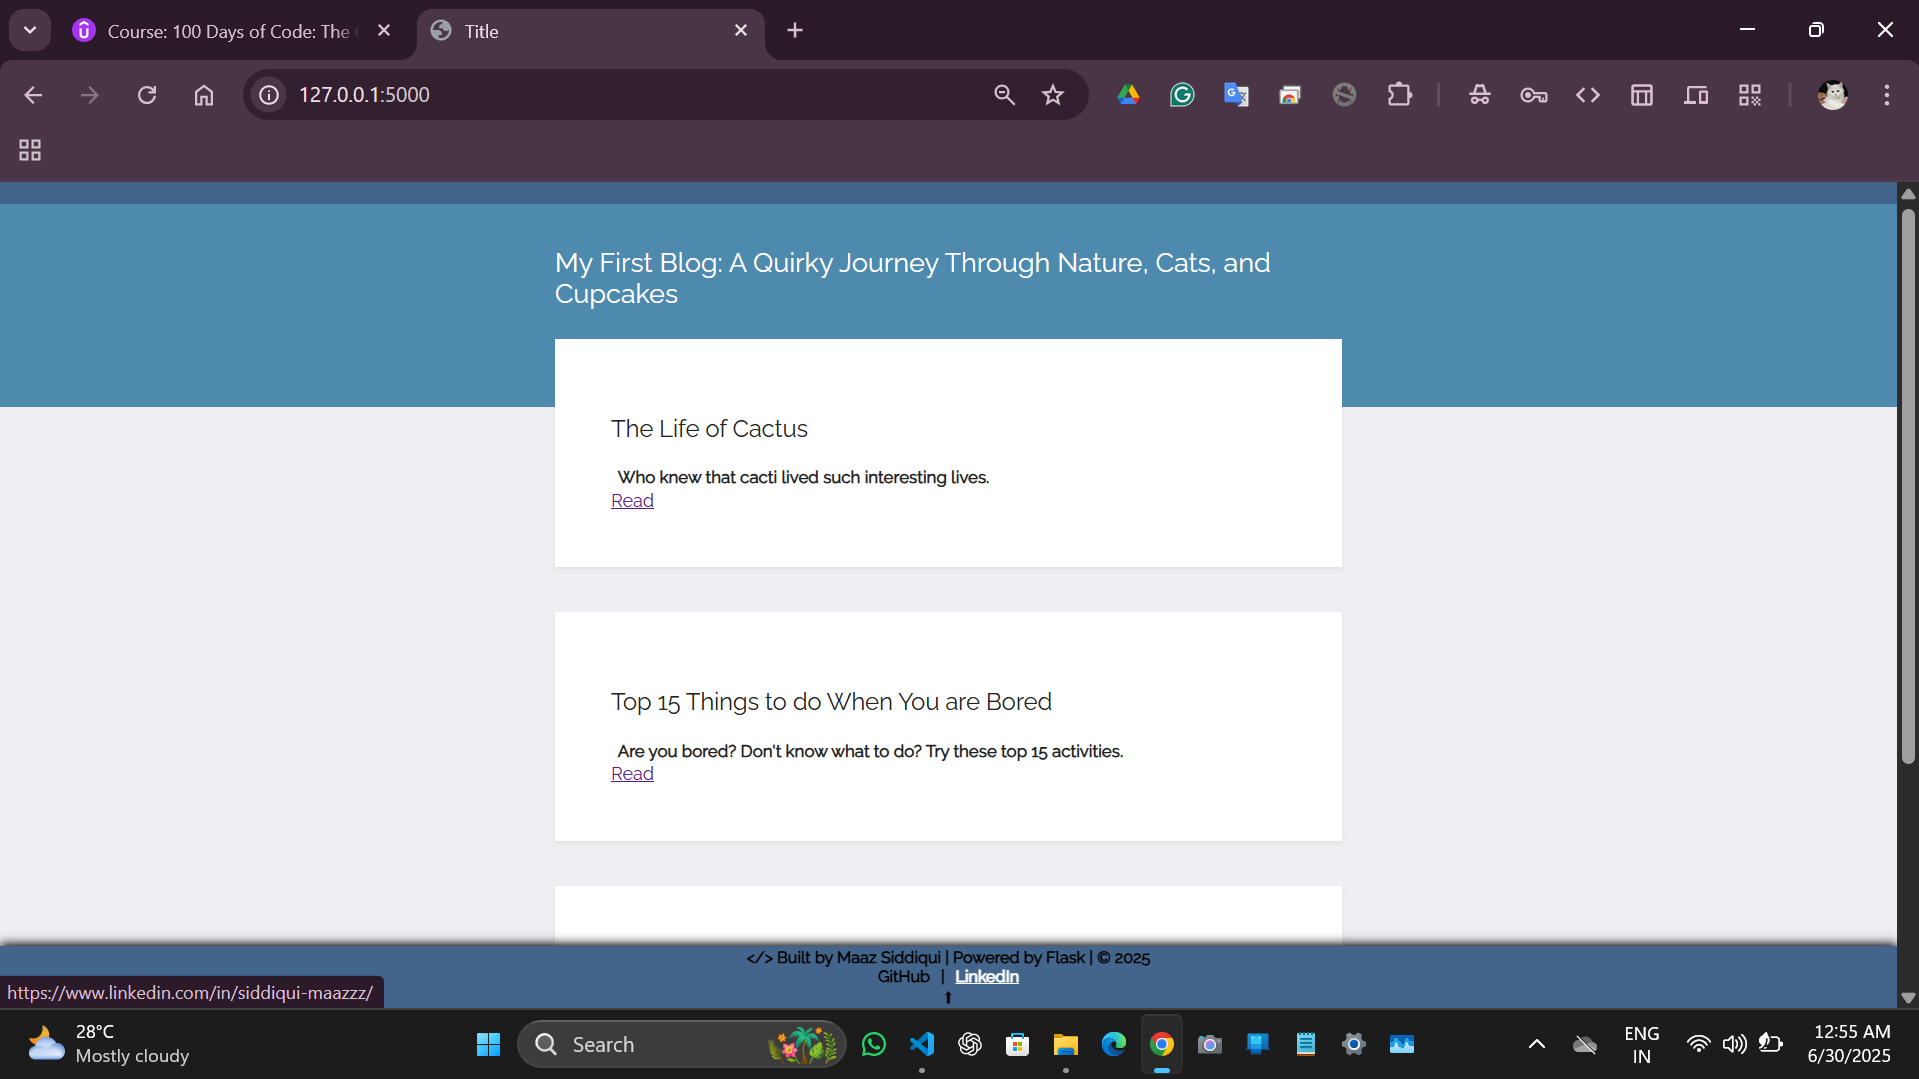 Course: 100 Days of Code: The
Title
127.0.0.1:5000
My First Blog: A Quirky Journey Through Nature, Cats, and
Cupcakes
The Life of Cactus
Who knew that cacti lived such interesting lives.
Read
Top 15 Things to do When You are Bored
Are you bored? Don't know what to do? Try these top 15 activities.
Read
</> Built by Maaz Siddiqui | Powered by Flask | © 2025
GitHub | LinkedIn
https://www.linkedin.com/in/siddiqui-maazzz/
28°C
Mostly cloudy
Search
ENG
IN
12:55 AM
6/30/2025